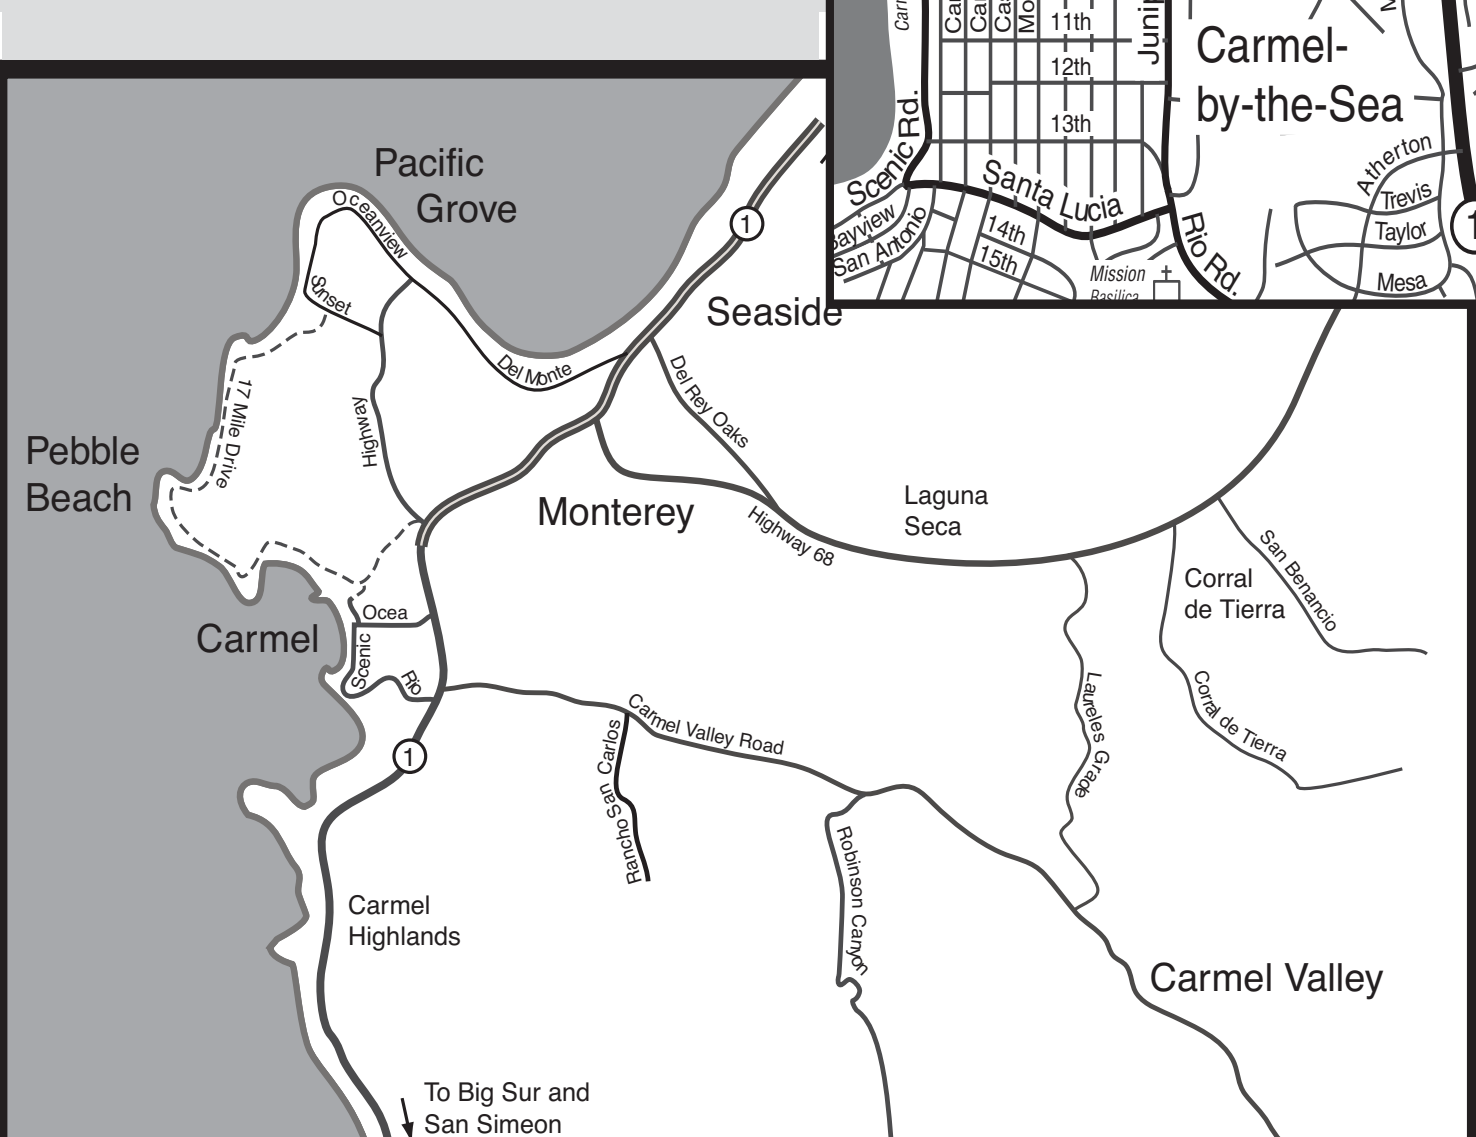 11th
12th
13th
Carmel-
by-the-Sea
Scenic Rd.
Santa Lucia
Atherton
Trevis
Taylor
Mesa
1
Bayview
San Antonio
14th
15th
Rio Rd.
Mission
Basilica
Pacific
Grove
Oceanview
Sunset
1
Seaside
Del Monte
Del Rey Oaks
17 Mile Drive
Highway
Pebble
Beach
Monterey
Highway 68
Laguna
Seca
San Benancio
Corral
de Tierra
Corral de Tierra
Laureles Grade
Ocea
Carmel
Scenic
Rio
Carmel Valley Road
Rancho San Carlos
1
Robinson Canyon
Carmel
Highlands
Carmel Valley
To Big Sur and
San Simeon